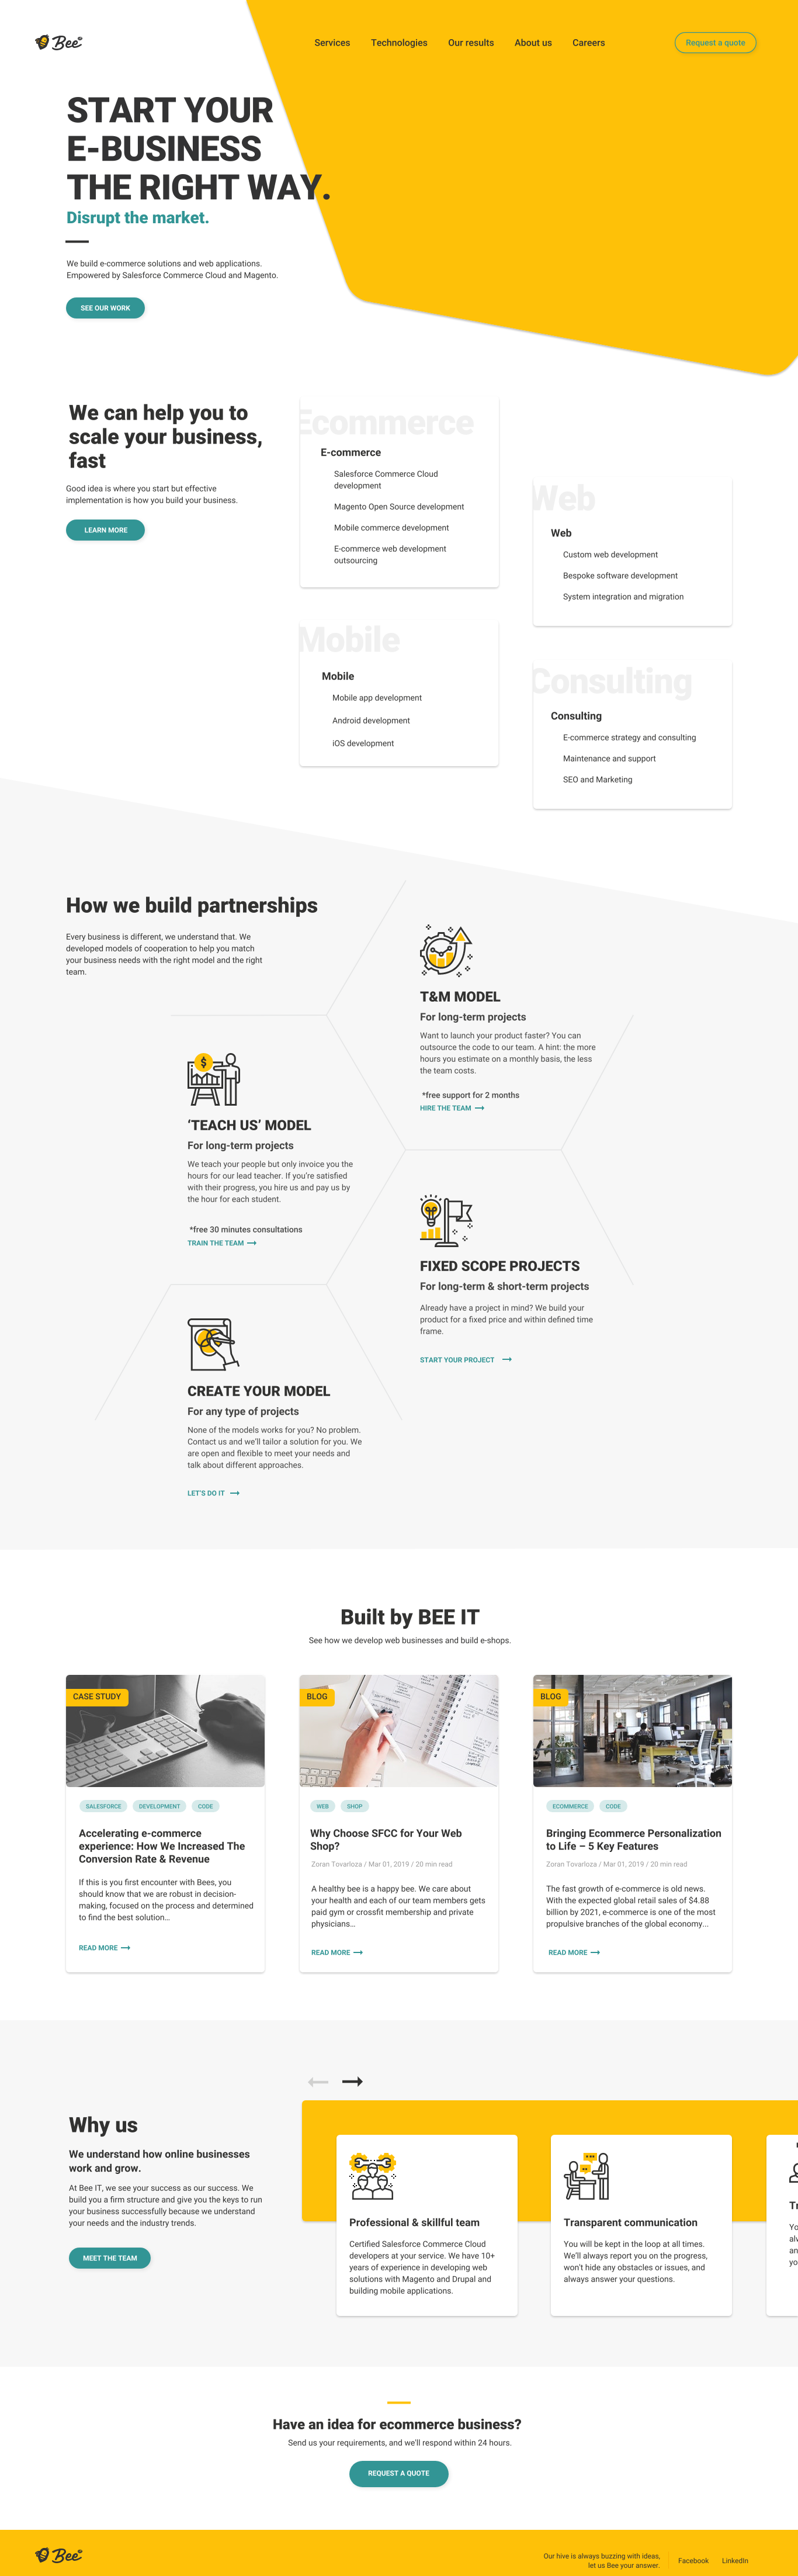 Bee
Services
Technologies
Our results
About us
Careers
Request a quote
START YOUR
E-BUSINESS
THE RIGHT WAY.
Disrupt the market.
We build e-commerce solutions and web applications.
Empowered by Salesforce Commerce Cloud and Magento.
SEE OUR WORK
We can help you to
scale your business,
fast
Good idea is where you start but effective
implementation is how you build your business.
LEARN MORE
Ecommerce
E-commerce
Salesforce Commerce Cloud
development
Magento Open Source development
Mobile commerce development
E-commerce web development
outsourcing
Web
Web
Custom web development
Bespoke software development
System integration and migration
Mobile
Mobile
Mobile app development
Android development
iOS development
Consulting
Consulting
E-commerce strategy and consulting
Maintenance and support
SEO and Marketing
How we build partnerships
Every business is different, we understand that. We
developed models of cooperation to help you match
your business needs with the right model and the right
team.
T&M MODEL
For long-term projects
Want to launch your product faster? You can
outsource the code to our team. A hint: the more
hours you estimate on a monthly basis, the less
the team costs.
*free support for 2 months
HIRE THE TEAM
‘TEACH US’ MODEL
For long-term projects
We teach your people but only invoice you the
hours for our lead teacher. If you’re satisfied
with their progress, you hire us and pay us by
the hour for each student.
*free 30 minutes consultations
TRAIN THE TEAM
FIXED SCOPE PROJECTS
For long-term & short-term projects
Already have a project in mind? We build your
product for a fixed price and within defined time
frame.
START YOUR PROJECT
CREATE YOUR MODEL
For any type of projects
None of the models works for you? No problem.
Contact us and we’ll tailor a solution for you. We
are open and flexible to meet your needs and
talk about different approaches.
LET’S DO IT
Built by BEE IT
See how we develop web businesses and build e-shops.
CASE STUDY
SALESFORCE
DEVELOPMENT
CODE
Accelerating e-commerce
experience: How We Increased The
Conversion Rate & Revenue
If this is you first encounter with Bees, you
should know that we are robust in decision-
making, focused on the process and determined
to find the best solution…
READ MORE
BLOG
WEB
SHOP
Why Choose SFCC for Your Web
Shop?
Zoran Tovarloza / Mar 01, 2019 / 20 min read
A healthy bee is a happy bee. We care about
your health and each of our team members gets
paid gym or crossfit membership and private
physicians…
READ MORE
BLOG
ECOMMERCE
CODE
Bringing Ecommerce Personalization
to Life – 5 Key Features
Zoran Tovarloza / Mar 01, 2019 / 20 min read
The fast growth of e-commerce is old news.
With the expected global retail sales of $4.88
billion by 2021, e-commerce is one of the most
propulsive branches of the global economy...
READ MORE
Why us
We understand how online businesses
work and grow.
At Bee IT, we see your success as our success. We
build you a firm structure and give you the keys to run
your business successfully because we understand
your needs and the industry trends.
MEET THE TEAM
Professional & skillful team
Certified Salesforce Commerce Cloud
developers at your service. We have 10+
years of experience in developing web
solutions with Magento and Drupal and
building mobile applications.
Transparent communication
You will be kept in the loop at all times.
We’ll always report you on the progress,
won’t hide any obstacles or issues, and
always answer your questions.
Have an idea for ecommerce business?
Send us your requirements, and we’ll respond within 24 hours.
REQUEST A QUOTE
Bee
Our hive is always buzzing with ideas,
let us Bee your answer.
Facebook
LinkedIn